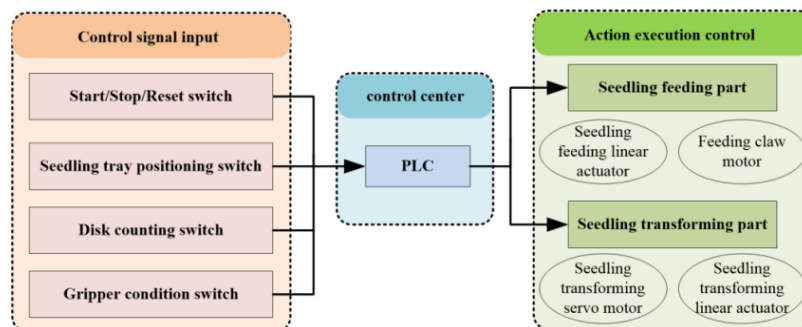 Control signal input
Start/Stop/Reset switch
Seedling tray positioning switch
Disk counting switch
Gripper condition switch
control center
PLC
Action execution control
Seedling feeding part
Seedling
feeding linear
actuator
Feeding claw
motor
Seedling transforming part
Seedling
transforming
servo motor
Seedling
transforming
linear actuator